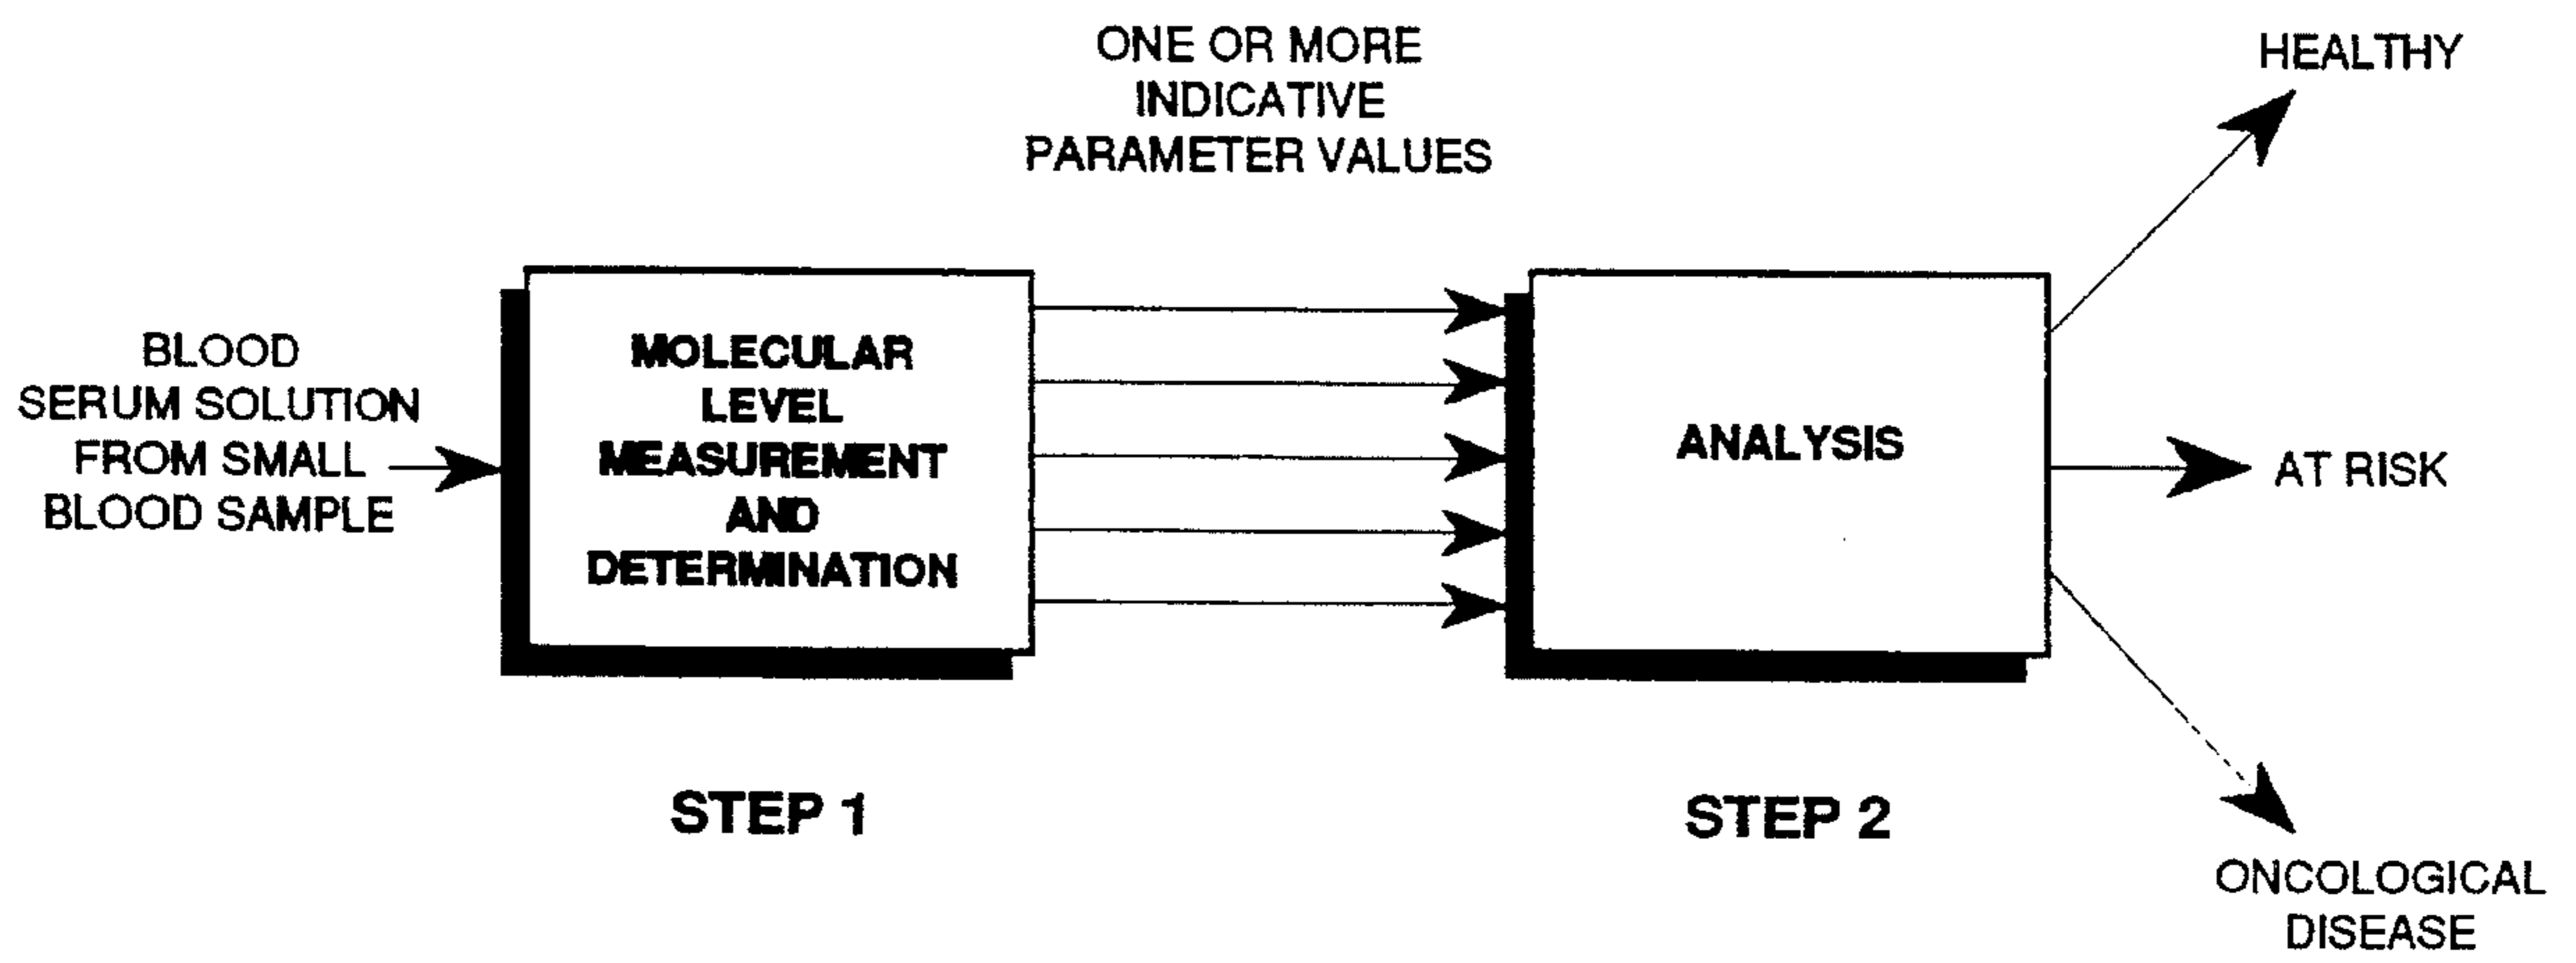 BLOOD
SERUM SOLUTION
FROM SMALL
BLOOD SAMPLE
MOLECULAR
LEVEL
MEASUREMENT
AND
DETERMINATION
STEP 1
ONE OR MORE
INDICATIVE
PARAMETER VALUES
ANALYSIS
STEP 2
HEALTHY
AT RISK
ONCOLOGICAL
DISEASE